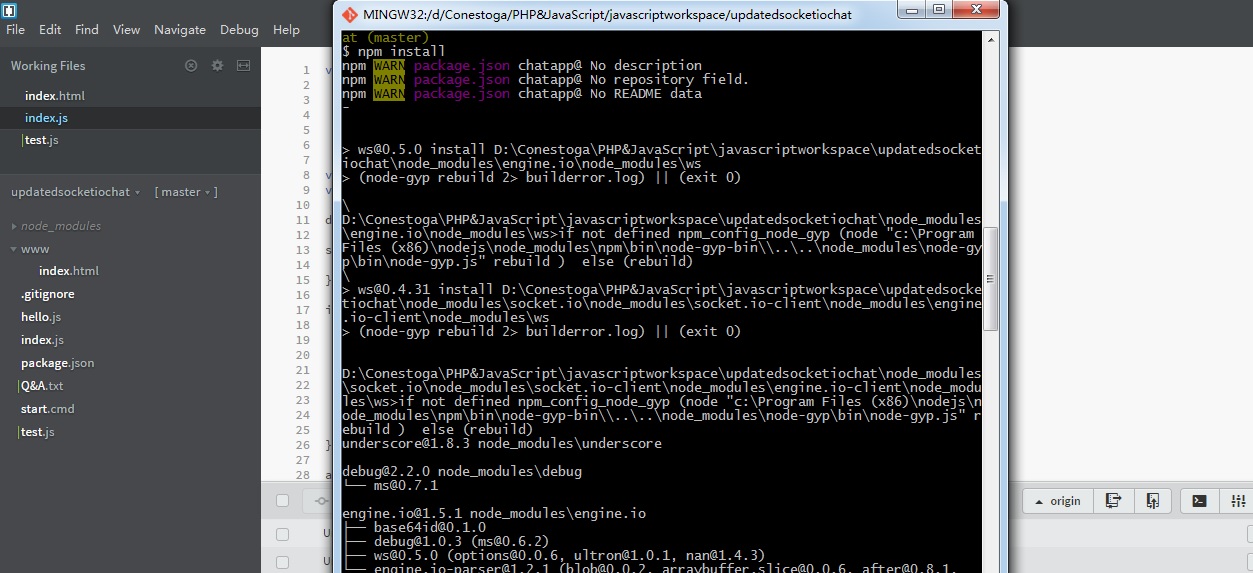 MINGW32:/d/Conestoga/PHP&JavaScript/javascriptworkspace/updatedsocketiochat
File Edit Find View Navigate Debug Help
Working Files
index.html
index.js
test.js
updatedsocketiochat [ master ]
node_modules
www
index.html
.gitignore
hello.js
index.js
package.json
Q&A.txt
start.cmd
test.js
1 v
2
3
4
5
6
7
8 v
9 v
10
11 d
12
13 s
14
15 }
16
17 i
18
19
20
21
22
23
24
25
26 }
27
28 a
at (master)
$ npm install
npm WARN package.json chatapp@ No description
npm WARN package.json chatapp@ No repository field.
npm WARN package.json chatapp@ No README data
-
> ws@0.5.0 install D:\Conestoga\PHP&JavaScript\javascriptworkspace\updatedsocket
iochat\node_modules\engine.io\node_modules\ws
> (node-gyp rebuild 2> builderror.log) || (exit 0)
\
D:\Conestoga\PHP&JavaScript\javascriptworkspace\updatedsocketiochat\node_modules
\engine.io\node_modules\ws>if not defined npm_config_node_gyp (node "c:\Program
Files (x86)\nodejs\node_modules\npm\bin\node-gyp-bin\\..\..\node_modules\node-gy
p\bin\node-gyp.js" rebuild )  else (rebuild)
\
> ws@0.4.31 install D:\Conestoga\PHP&JavaScript\javascriptworkspace\updatedsocke
tiochat\node_modules\socket.io\node_modules\socket.io-client\node_modules\engine
.io-client\node_modules\ws
> (node-gyp rebuild 2> builderror.log) || (exit 0)
D:\Conestoga\PHP&JavaScript\javascriptworkspace\updatedsocketiochat\node_modules
\socket.io\node_modules\socket.io-client\node_modules\engine.io-client\node_modu
les\ws>if not defined npm_config_node_gyp (node "c:\Program Files (x86)\nodejs\n
ode_modules\npm\bin\node-gyp-bin\\..\..\node_modules\node-gyp\bin\node-gyp.js" r
ebuild )  else (rebuild)
underscore@1.8.3 node_modules\underscore
debug@2.2.0 node_modules\debug
└── ms@0.7.1
engine.io@1.5.1 node_modules\engine.io
├── base64id@0.1.0
├── debug@1.0.3 (ms@0.6.2)
├── ws@0.5.0 (options@0.0.6, ultron@1.0.1, nan@1.4.3)
└── engine.io-parser@1.2.1 (blob@0.0.2, arraybuffer.slice@0.0.6, after@0.8.1,
origin
U
U